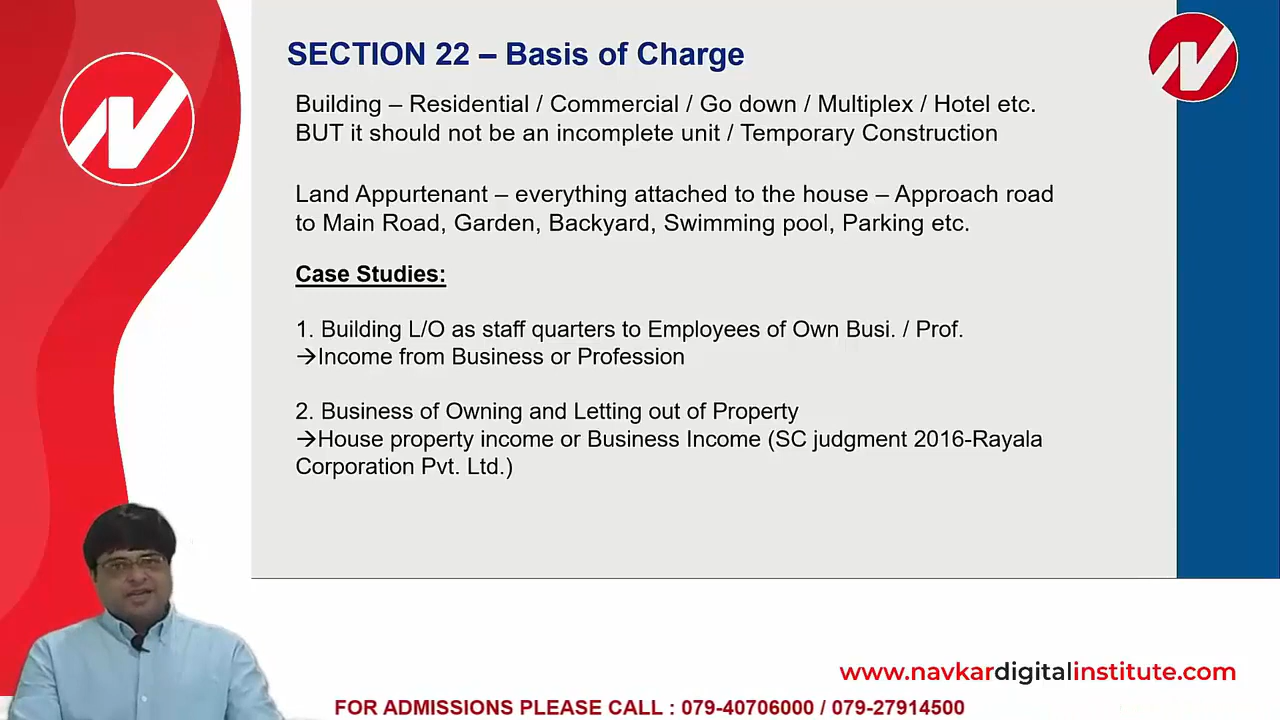 SECTION 22 – Basis of Charge
Building – Residential / Commercial / Go down / Multiplex / Hotel etc.
BUT it should not be an incomplete unit / Temporary Construction
Land Appurtenant – everything attached to the house – Approach road
to Main Road, Garden, Backyard, Swimming pool, Parking etc.
Case Studies:
1. Building L/O as staff quarters to Employees of Own Busi. / Prof.
→Income from Business or Profession
2. Business of Owning and Letting out of Property
→House property income or Business Income (SC judgment 2016-Rayala
Corporation Pvt. Ltd.)
www.navkardigitalinstitute.com
FOR ADMISSIONS PLEASE CALL : 079-40706000 / 079-27914500